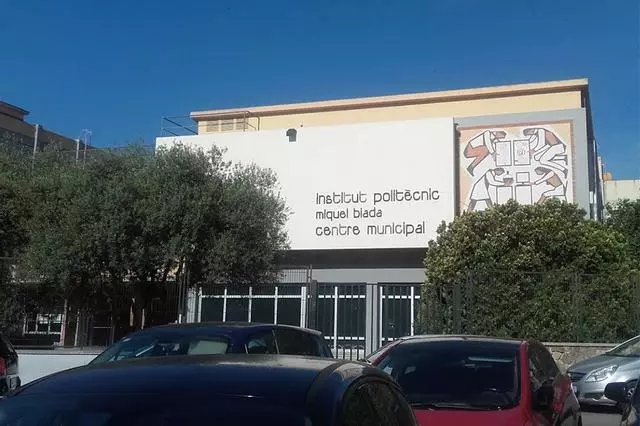 institut politècnic
miquel biada
centre municipal